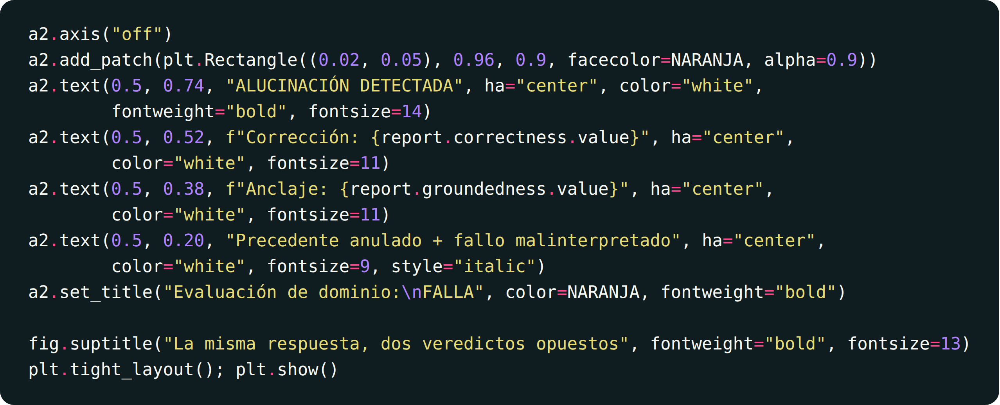 a2.axis("off")
a2.add_patch(plt.Rectangle((0.02, 0.05), 0.96, 0.9, facecolor=NARANJA, alpha=0.9))
a2.text(0.5, 0.74, "ALUCINACIÓN DETECTADA", ha="center", color="white",
        fontweight="bold", fontsize=14)
a2.text(0.5, 0.52, f"Corrección: {report.correctness.value}", ha="center",
        color="white", fontsize=11)
a2.text(0.5, 0.38, f"Anclaje: {report.groundedness.value}", ha="center",
        color="white", fontsize=11)
a2.text(0.5, 0.20, "Precedente anulado + fallo malinterpretado", ha="center",
        color="white", fontsize=9, style="italic")
a2.set_title("Evaluación de dominio:\nFALLA", color=NARANJA, fontweight="bold")

fig.suptitle("La misma respuesta, dos veredictos opuestos", fontweight="bold", fontsize=13)
plt.tight_layout(); plt.show()